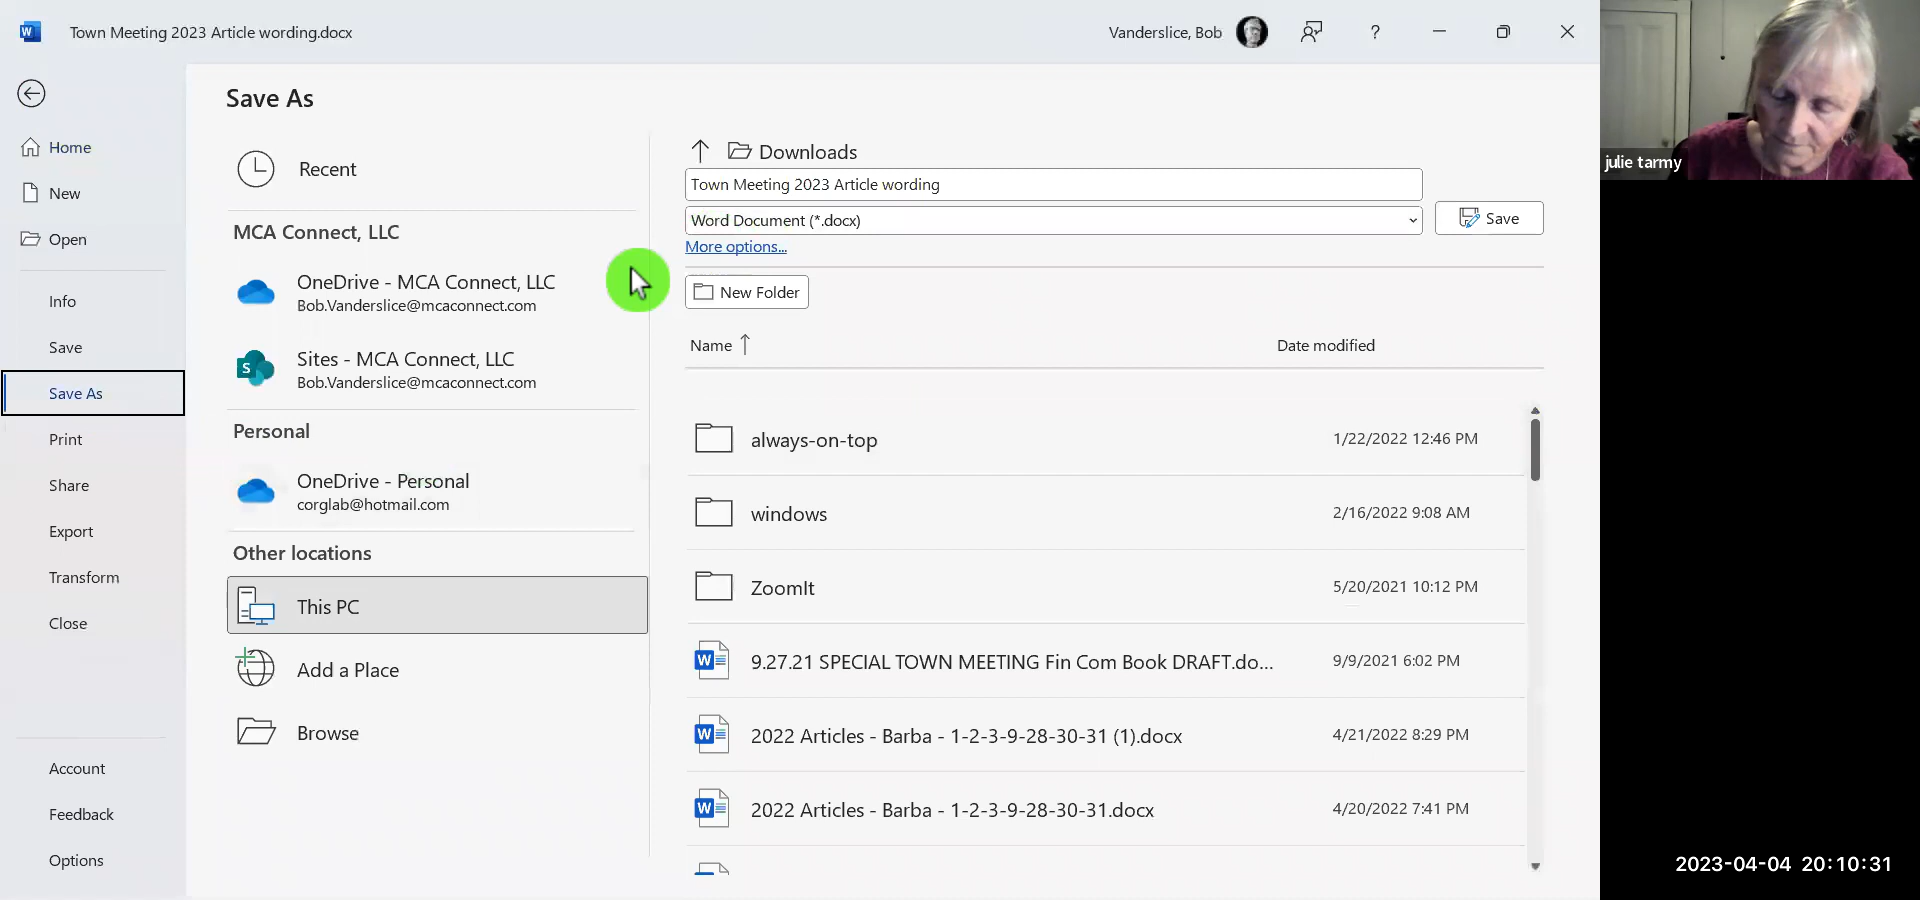 Town Meeting 2023 Article wording.docx
Vanderslice, Bob
?
Home
New
Open
Info
Save
Save As
Print
Share
Export
Transform
Close
Account
Feedback
Options
Save As
Recent
MCA Connect, LLC
OneDrive - MCA Connect, LLC
Bob.Vanderslice@mcaconnect.com
Sites - MCA Connect, LLC
Bob.Vanderslice@mcaconnect.com
Personal
OneDrive - Personal
corglab@hotmail.com
Other locations
This PC
Add a Place
Browse
Downloads
Town Meeting 2023 Article wording
Word Document (*.docx)
Save
More options...
New Folder
Name Date modified
always-on-top 1/22/2022 12:46 PM
windows 2/16/2022 9:08 AM
ZoomIt 5/20/2021 10:12 PM
9.27.21 SPECIAL TOWN MEETING Fin Com Book DRAFT.do... 9/9/2021 6:02 PM
2022 Articles - Barba - 1-2-3-9-28-30-31 (1).docx 4/21/2022 8:29 PM
2022 Articles - Barba - 1-2-3-9-28-30-31.docx 4/20/2022 7:41 PM
julie tarmy
2023-04-04 20:10:31